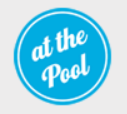 at the
Pool